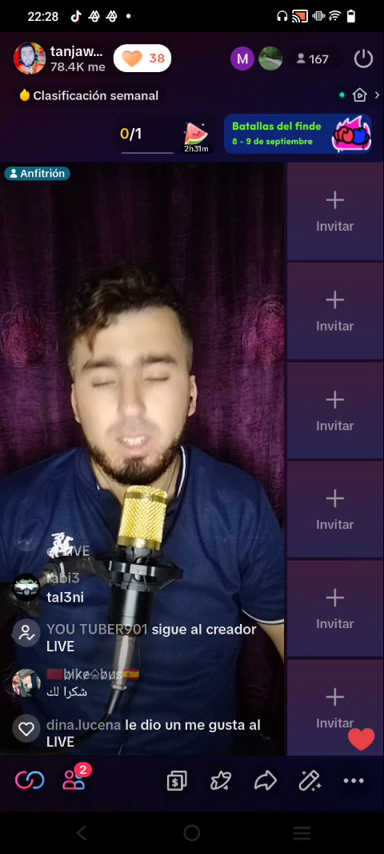 22:28
tanjaw...
78.4K me
38
M
167
Clasificación semanal
0/1
2h31m
Batallas del finde
8 - 9 de septiembre
Anfitrión
Invitar
Invitar
Invitar
Invitar
Invitar
Invitar
LIVE
tal3ni
YOU TUBER901 sigue al creador
LIVE
شكرا لك
dina.lucena le dio un me gusta al
LIVE
2